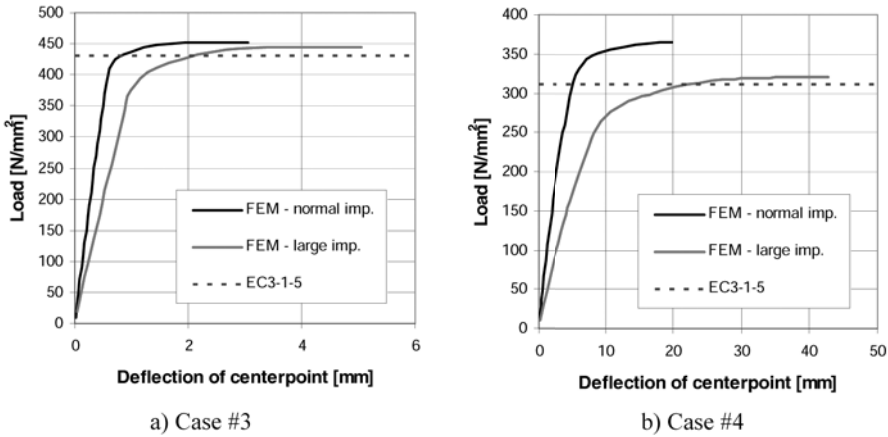 500
450
400
350
300
250
200
150
100
50
0
Load [N/mm²]
FEM - normal imp.
FEM - large imp.
EC3-1-5
0 2 4 6
Deflection of centerpoint [mm]
a) Case #3
400
350
300
250
200
150
100
50
0
Load [N/mm²]
FEM - normal imp.
FEM - large imp.
EC3-1-5
0 10 20 30 40 50
Deflection of centerpoint [mm]
b) Case #4